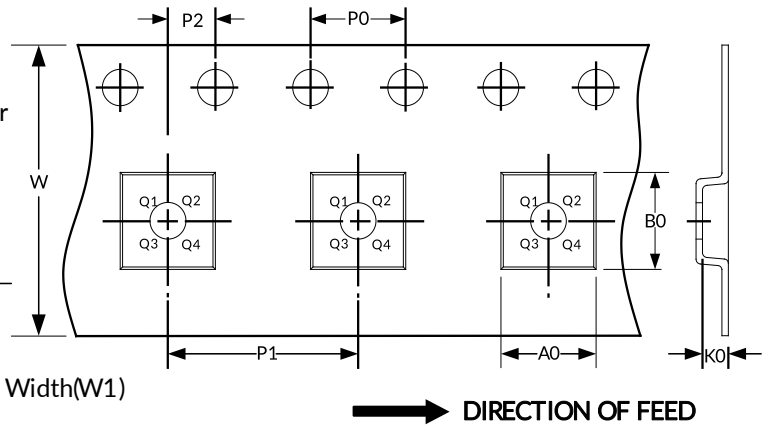 P2
P0
r
W
Q1 Q2
Q3 Q4
Q1 Q2
Q3 Q4
Q1 Q2
Q3 Q4
B0
P1
A0
K0
Width(W1)
DIRECTION OF FEED